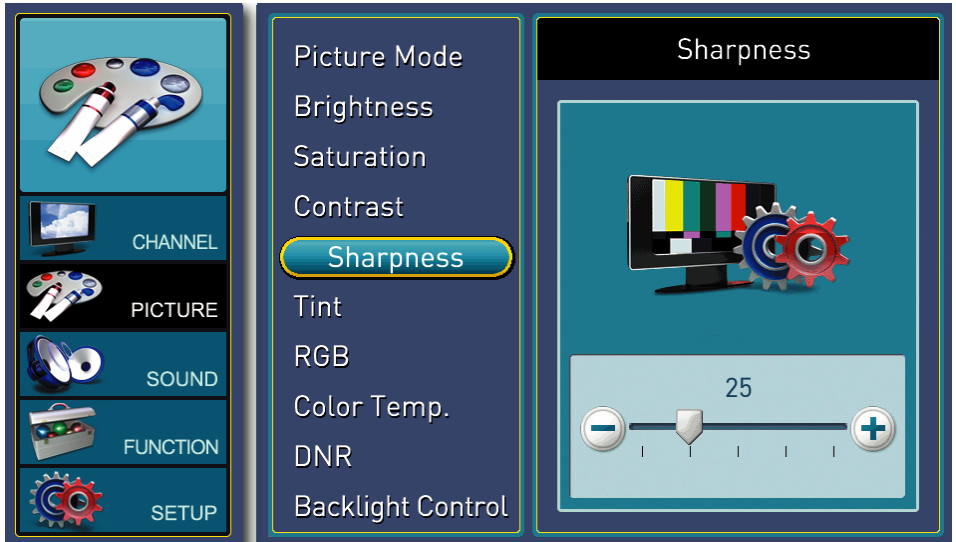 CHANNEL
PICTURE
SOUND
FUNCTION
SETUP
Picture Mode
Brightness
Saturation
Contrast
Sharpness
Tint
RGB
Color Temp.
DNR
Backlight Control
Sharpness
25